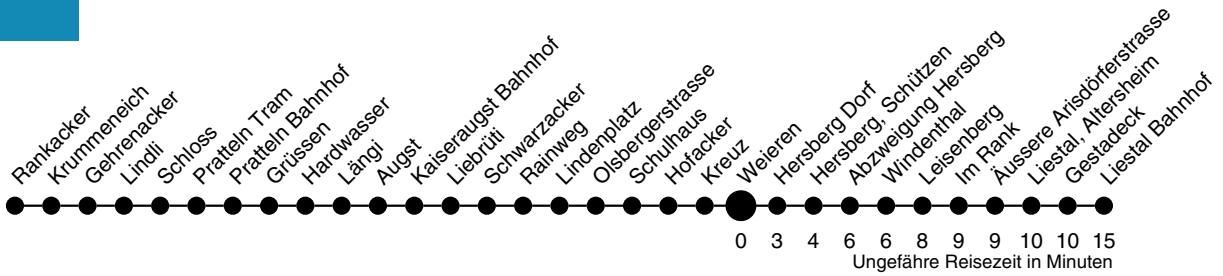 Rankacker
Krummeneich
Gehrenacker
Lindli
Schloss
Pratteln Tram
Pratteln Bahnhof
Grüssen
Hardwasser
Längi
Augst
Kaiseraugst Bahnhof
Liebrüti
Schwarzacker
Rainweg
Lindenplatz
Olsbergerstrasse
Schulhaus
Hofacker
Kreuz
Weieren
Hersberg Dorf
Hersberg, Schützen
Abzweigung Hersberg
Windenthal
Leisenberg
Im Rank
Äussere Arisdörferstrasse
Liestal, Altersheim
Gestadeck
Liestal Bahnhof
0 3 4 6 6 8 9 9 10 10 15
Ungefähre Reisezeit in Minuten